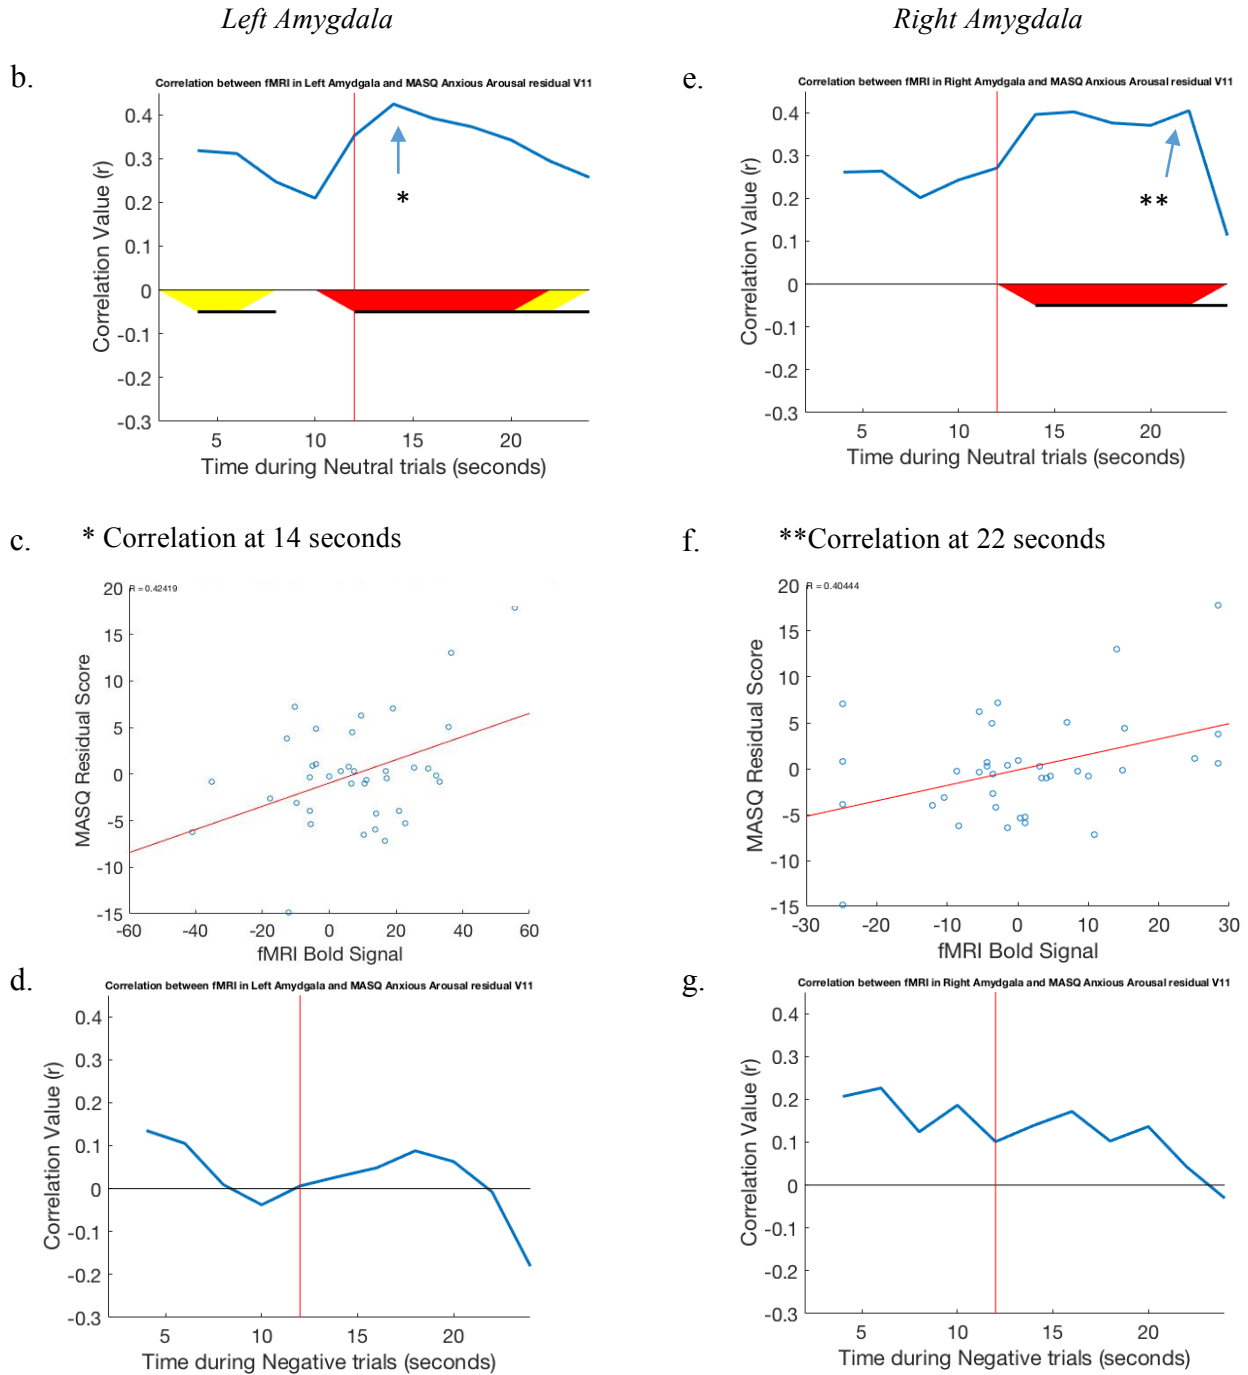 Left Amygdala
Right Amygdala
b.
Correlation between fMRI in Left Amydgala and MASQ Anxious Arousal residual V11
0.4
0.3
0.2
0.1
0
-0.1
-0.2
-0.3
Correlation Value (r)
*
5 10 15 20
Time during Neutral trials (seconds)
e.
Correlation between fMRI in Right Amydgala and MASQ Anxious Arousal residual V11
0.4
0.3
0.2
0.1
0
-0.1
-0.2
-0.3
Correlation Value (r)
**
5 10 15 20
Time during Neutral trials (seconds)
c.
* Correlation at 14 seconds
R = 0.42419
20
15
10
5
0
-5
-10
-15
MASQ Residual Score
-60 -40 -20 0 20 40 60
fMRI Bold Signal
f.
**Correlation at 22 seconds
R = 0.40444
20
15
10
5
0
-5
-10
-15
MASQ Residual Score
-30 -20 -10 0 10 20 30
fMRI Bold Signal
d.
Correlation between fMRI in Left Amydgala and MASQ Anxious Arousal residual V11
0.4
0.3
0.2
0.1
0
-0.1
-0.2
-0.3
Correlation Value (r)
5 10 15 20
Time during Negative trials (seconds)
g.
Correlation between fMRI in Right Amydgala and MASQ Anxious Arousal residual V11
0.4
0.3
0.2
0.1
0
-0.1
-0.2
-0.3
Correlation Value (r)
5 10 15 20
Time during Negative trials (seconds)